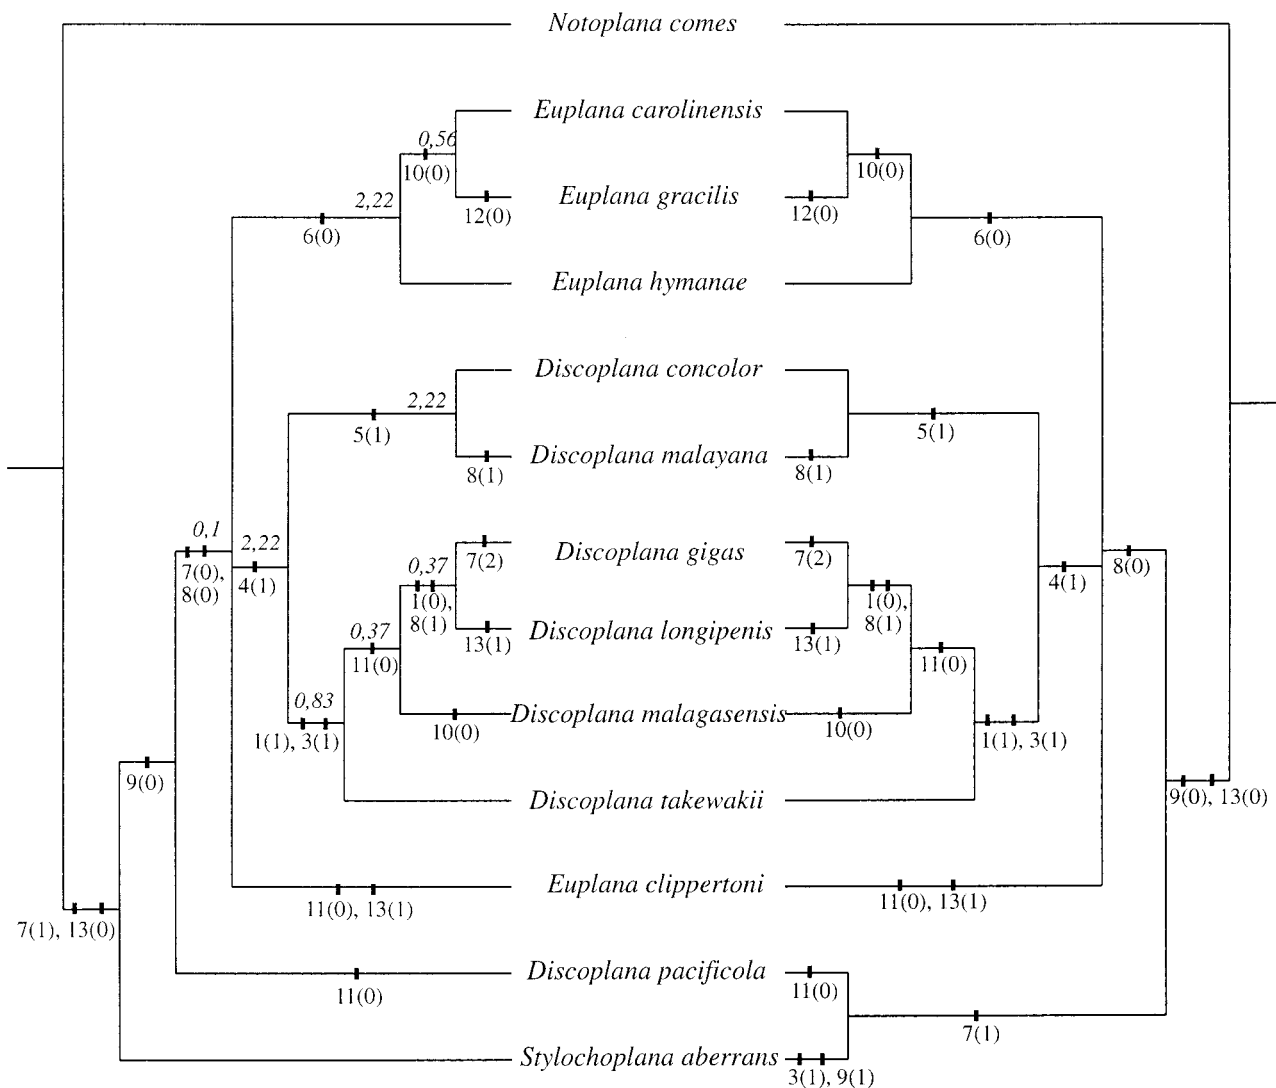 Notoplana comes
Euplana carolinensis
0,56
10(0) 10(0)
2,22 Euplana gracilis
12(0) 12(0)
6(0) 6(0)
Euplana hymanae
Discoplana concolor
2,22
5(1) 5(1)
Discoplana malayana
8(1) 8(1)
0,1
2,22 Discoplana gigas
7(2) 7(2)
7(0),
8(0)
4(1) 4(1)
8(0)
0,37
1(0),
8(1)
1(0),
8(1)
0,37 Discoplana longipenis
13(1) 13(1)
11(0) 11(0)
0,83
Discoplana malagasensis
10(0) 10(0)
1(1), 3(1) 1(1), 3(1)
9(0)
Discoplana takewakii
9(0), 13(0)
Euplana clippertoni
11(0), 13(1) 11(0), 13(1)
7(1), 13(0)
Discoplana pacificola
11(0) 11(0)
7(1)
Stylochoplana aberrans
3(1), 9(1)